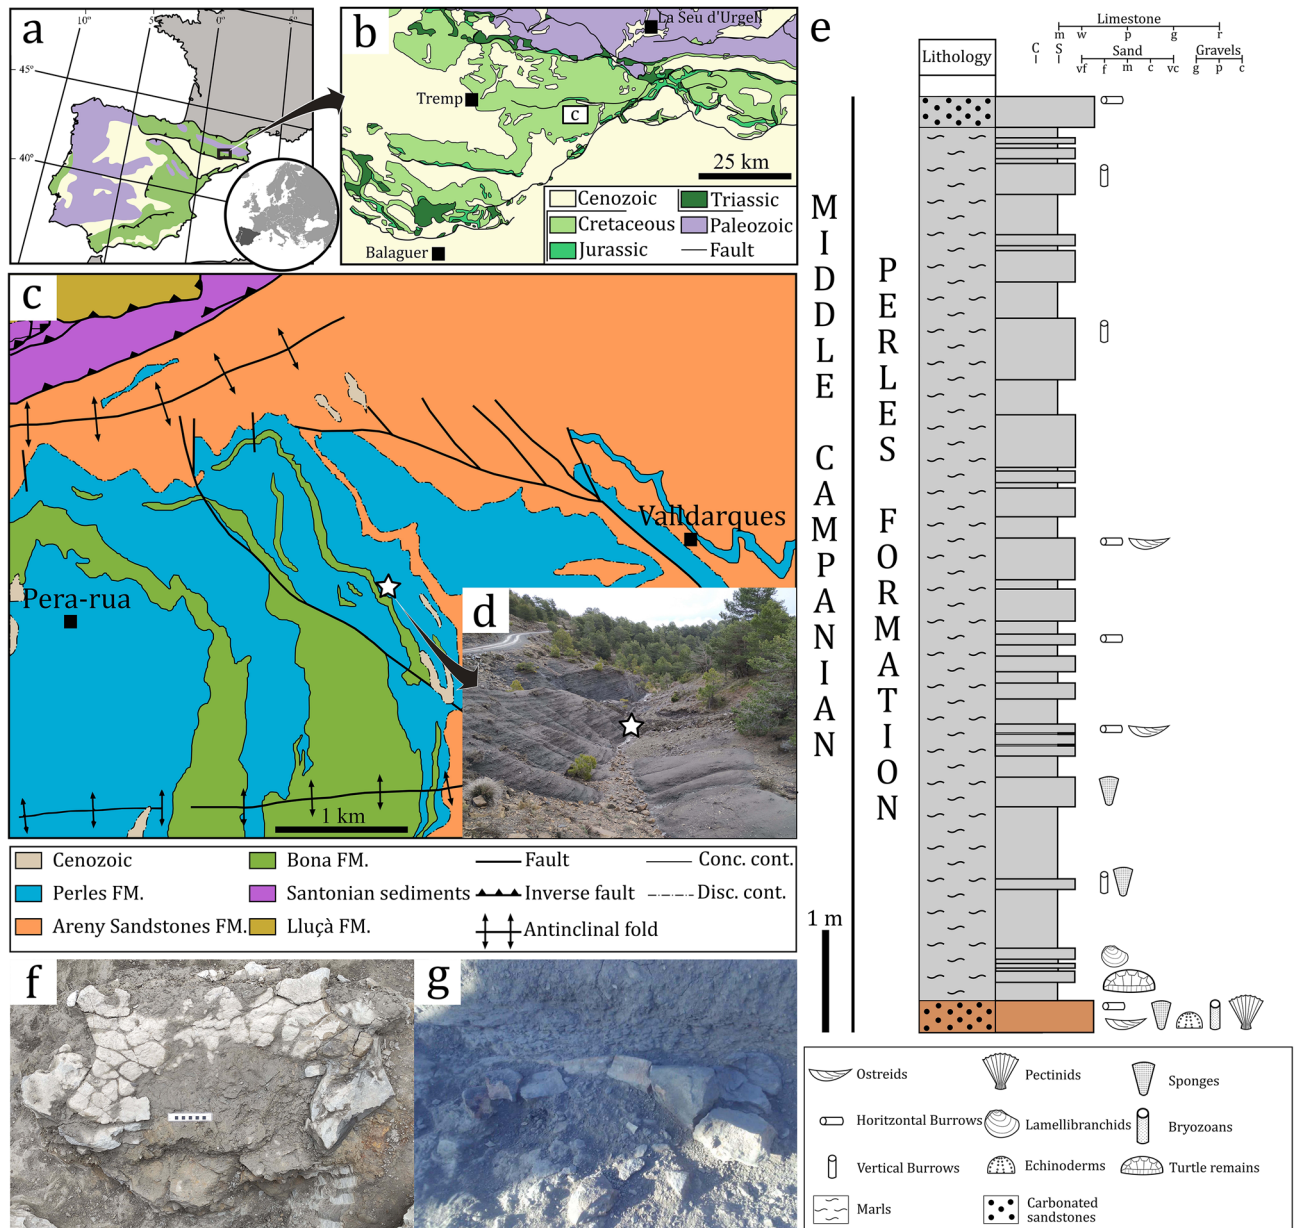 a
10°
5°
0°
5°
45°
40°
b
La Seu d'Urgell
Tremp
c
25 km
Balaguer
Cenozoic
Triassic
Cretaceous
Paleozoic
Jurassic
Fault
c
Valldarques
Pera-rua
1 km
d
Cenozoic
Bona FM.
Fault
Conc. cont.
Perles FM.
Santonian sediments
Inverse fault
Disc. cont.
Areny Sandstones FM.
Lluçà FM.
Antinclinal fold
f
g
e
Lithology
Limestone
m w p g r
C S
Sand
vf f m c vc
Gravels
g p c
MIDDLE CAMPANIAN
PERLES FORMATION
1 m
Ostreids
Pectinids
Sponges
Horitzontal Burrows
Lamellibranchids
Bryozoans
Vertical Burrows
Echinoderms
Turtle remains
Marls
Carbonated
sandstones